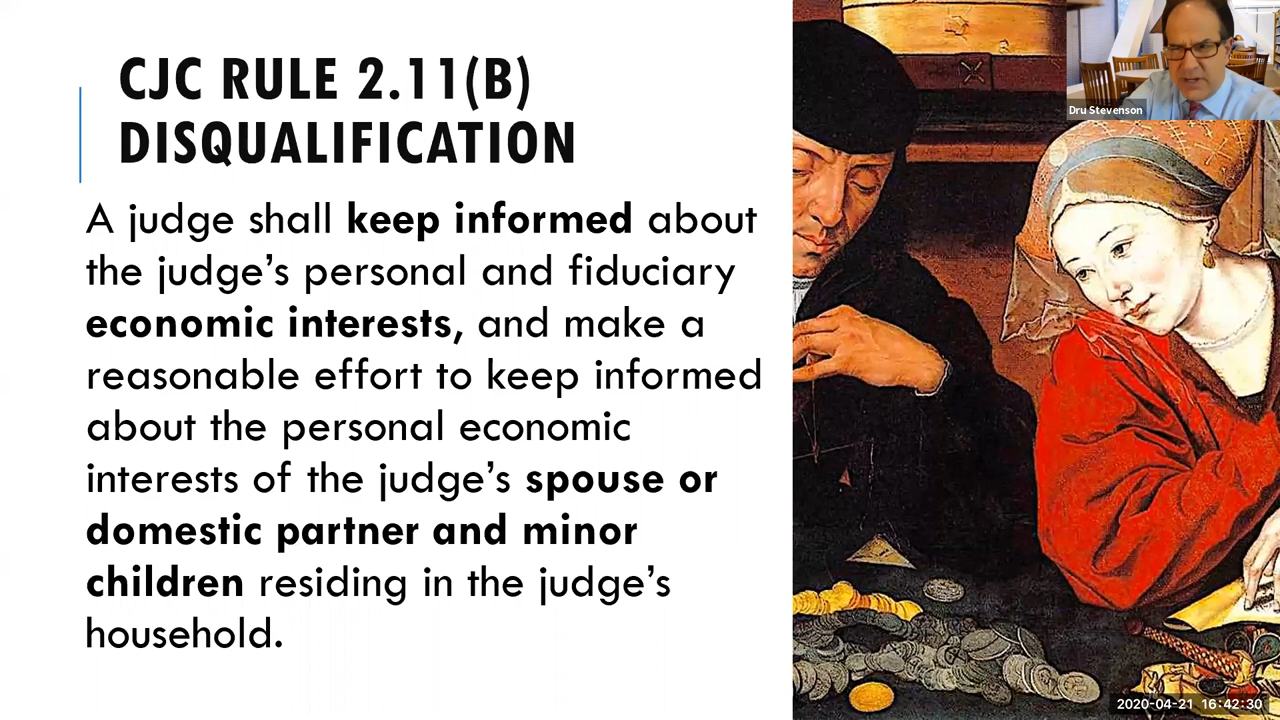 CJC RULE 2.11(B)
DISQUALIFICATION
A judge shall keep informed about
the judge’s personal and fiduciary
economic interests, and make a
reasonable effort to keep informed
about the personal economic
interests of the judge’s spouse or
domestic partner and minor
children residing in the judge’s
household.
Dru Stevenson
2020-04-21 16:42:30